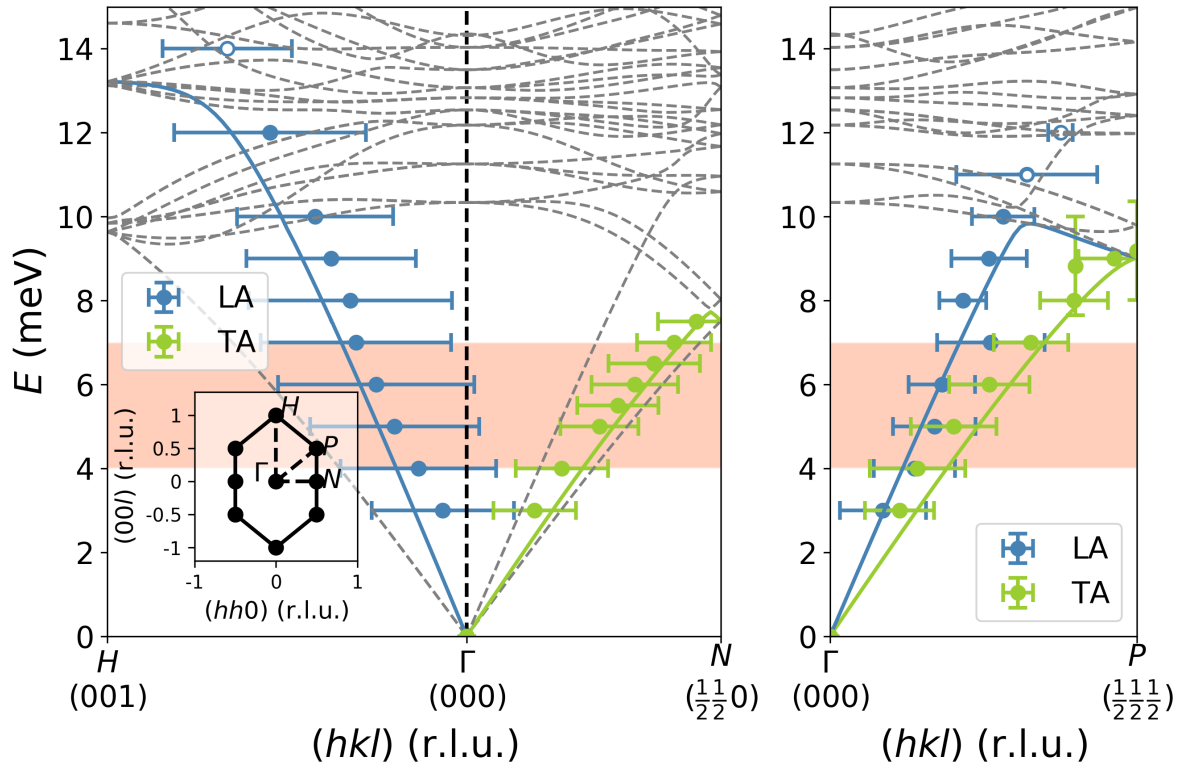 E (meV)
14
12
10
8
6
4
2
0
LA
TA
(00l) (r.l.u.)
1
0.5
0
-0.5
-1
H
P
Γ
N
-1 0 1
(hh0) (r.l.u.)
H Γ N
(001) (000) (1/2 1/2 0)
(hkl) (r.l.u.)
14
12
10
8
6
4
2
0
LA
TA
Γ P
(000) (1/2 1/2 1/2)
(hkl) (r.l.u.)